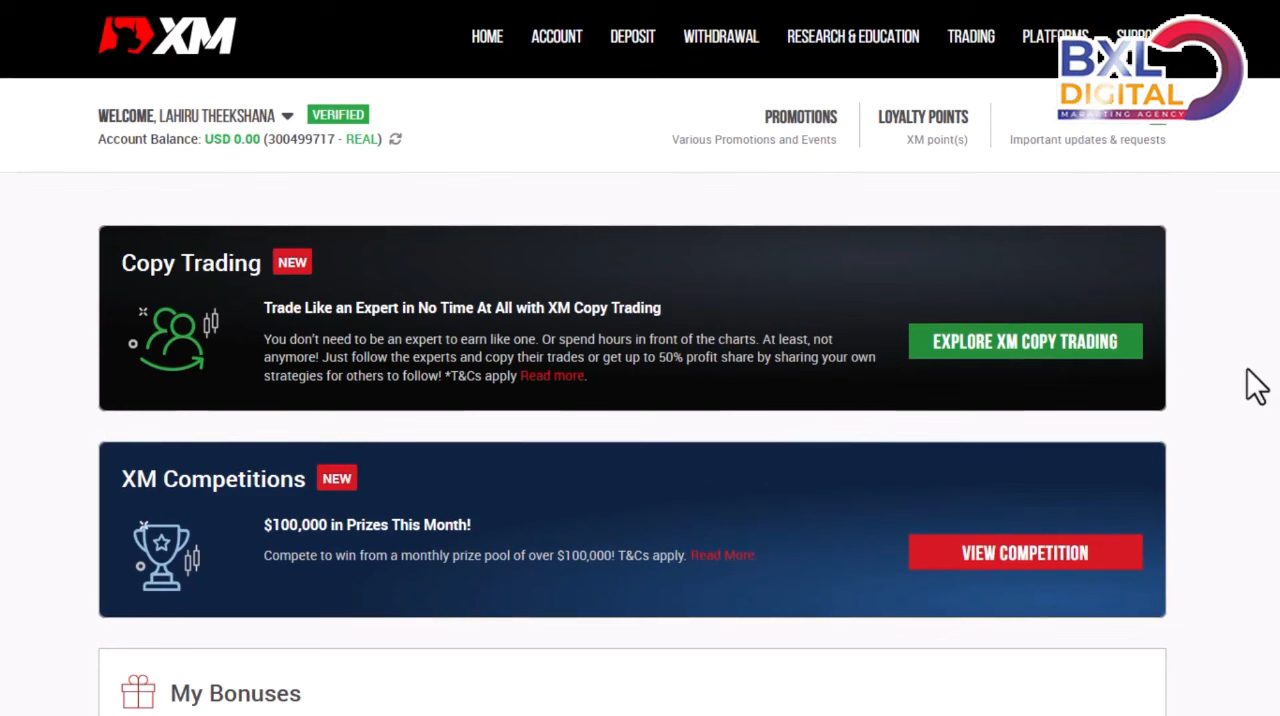 XM
HOME ACCOUNT DEPOSIT WITHDRAWAL RESEARCH & EDUCATION TRADING PLATFORMS
BXL
DIGITAL
MARKTING AGENCY
WELCOME, LAHIRU THEEKSHANA VERIFIED
Account Balance: USD 0.00 (300499717 - REAL)
PROMOTIONS
Various Promotions and Events
LOYALTY POINTS
XM point(s)
Important updates & requests
Copy Trading NEW
Trade Like an Expert in No Time At All with XM Copy Trading
You don't need to be an expert to earn like one. Or spend hours in front of the charts. At least, not
anymore! Just follow the experts and copy their trades or get up to 50% profit share by sharing your own
strategies for others to follow! *T&Cs apply Read more.
EXPLORE XM COPY TRADING
XM Competitions NEW
$100,000 in Prizes This Month!
Compete to win from a monthly prize pool of over $100,000! T&Cs apply. Read More.
VIEW COMPETITION
My Bonuses